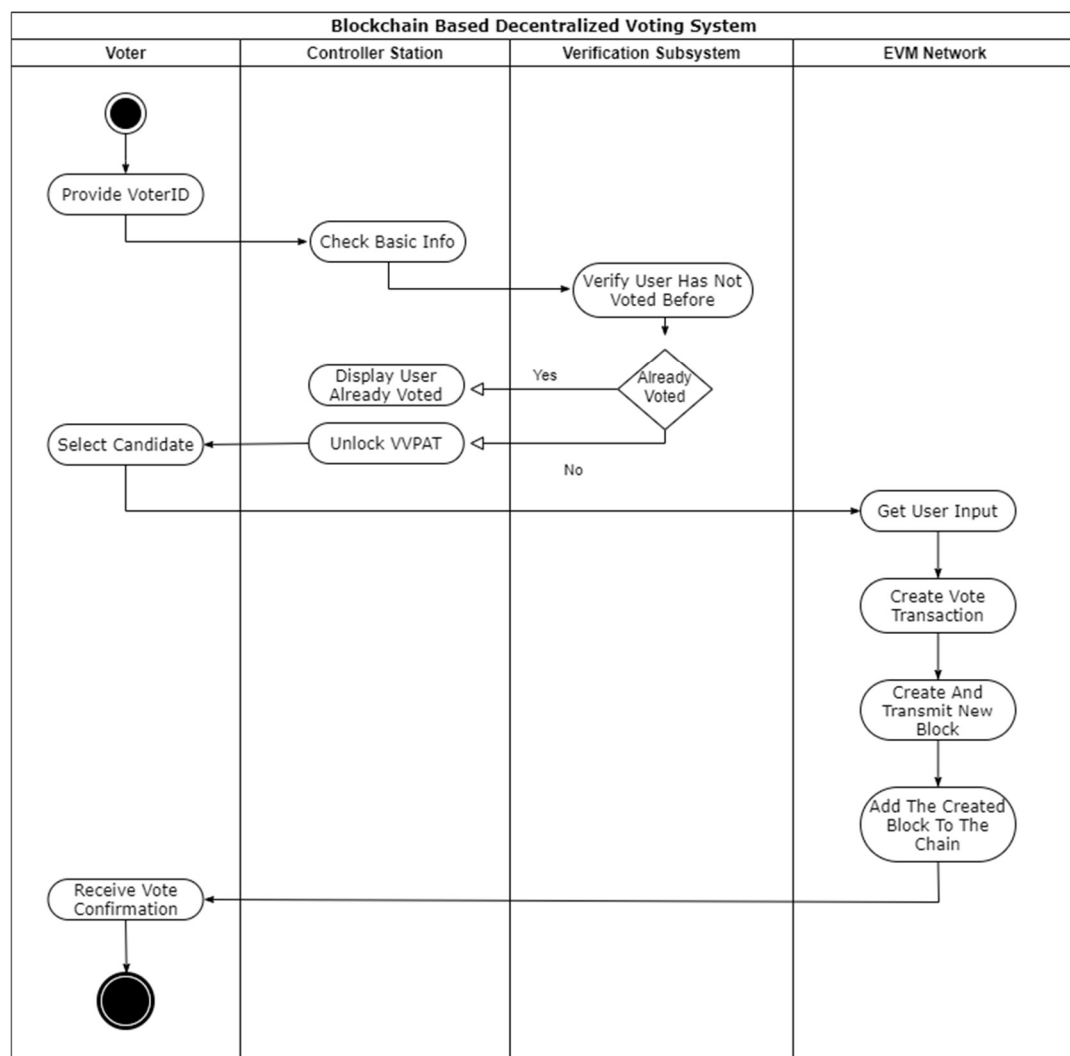 Blockchain Based Decentralized Voting System
Voter
Controller Station
Verification Subsystem
EVM Network
Provide VoterID
Check Basic Info
Verify User Has Not
Voted Before
Already
Voted
Yes
Display User
Already Voted
No
Unlock VVPAT
Select Candidate
Get User Input
Create Vote
Transaction
Create And
Transmit New
Block
Add The Created
Block To The
Chain
Receive Vote
Confirmation